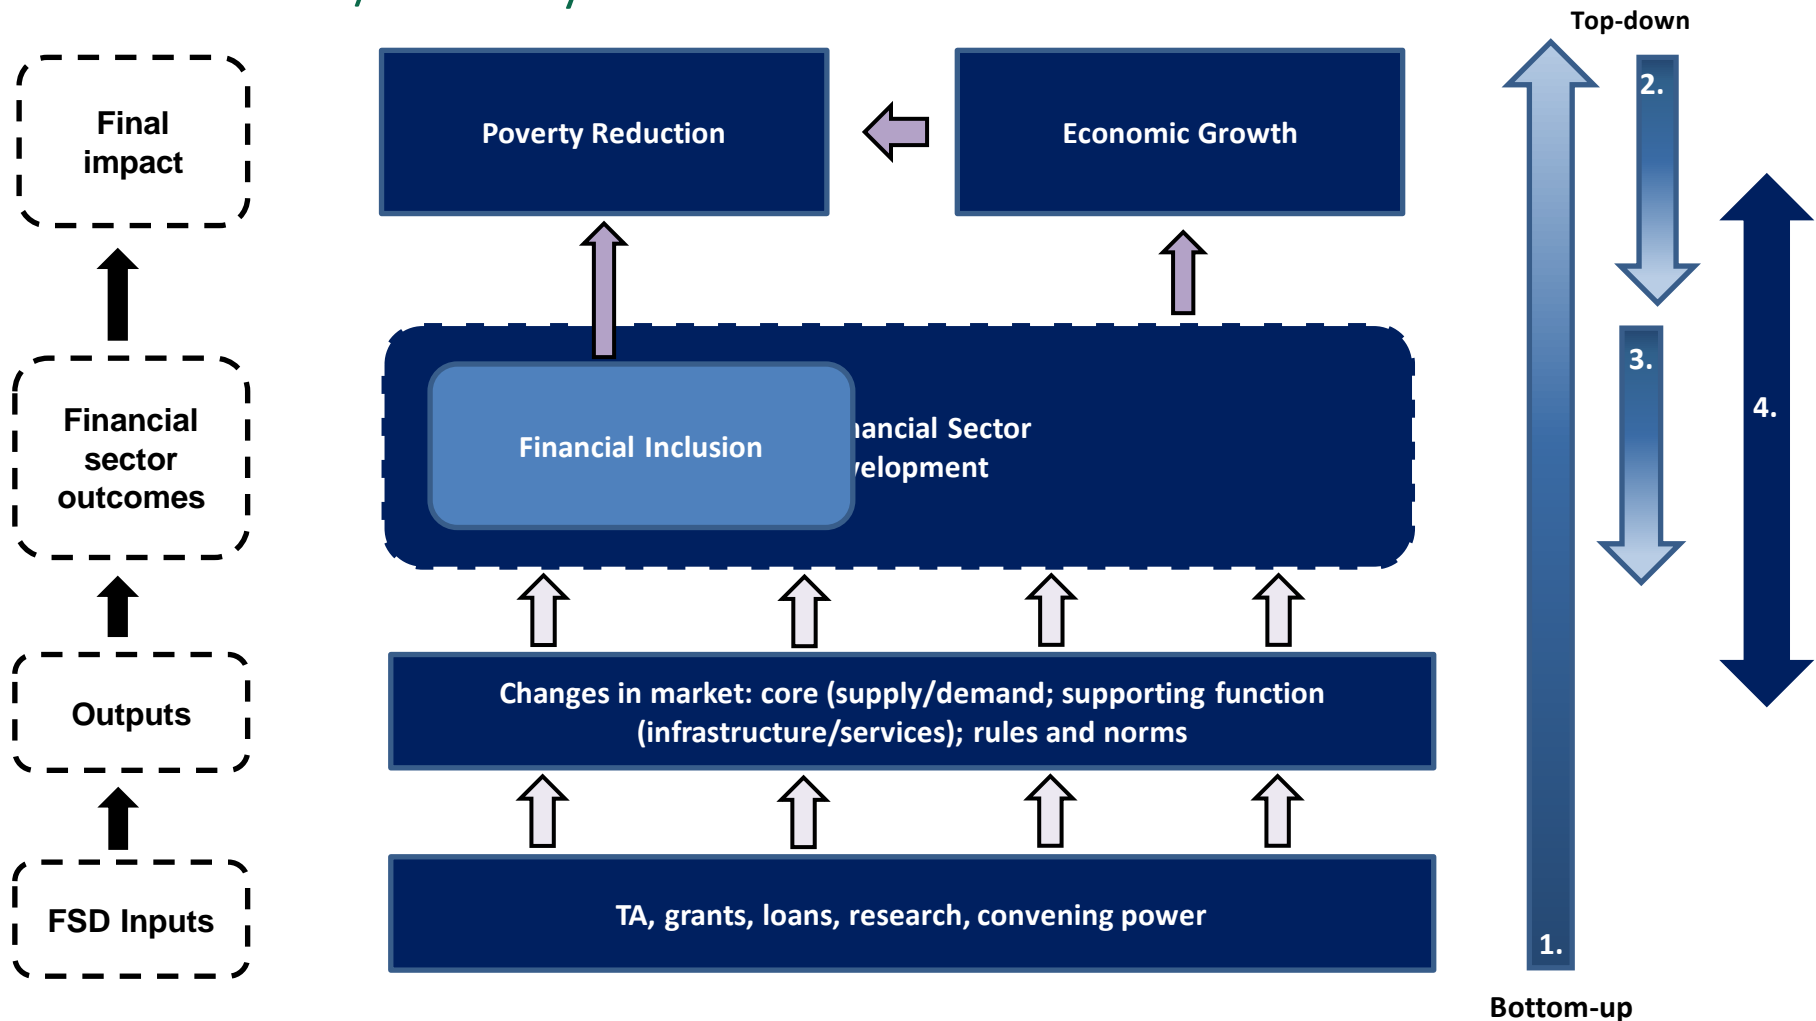 Top-down
Final
impact
Poverty Reduction
Economic Growth
2.
3.
4.
Financial
sector
outcomes
Financial Inclusion
nancial Sector
velopment
Outputs
Changes in market: core (supply/demand; supporting function
(infrastructure/services); rules and norms
FSD Inputs
TA, grants, loans, research, convening power
1.
Bottom-up